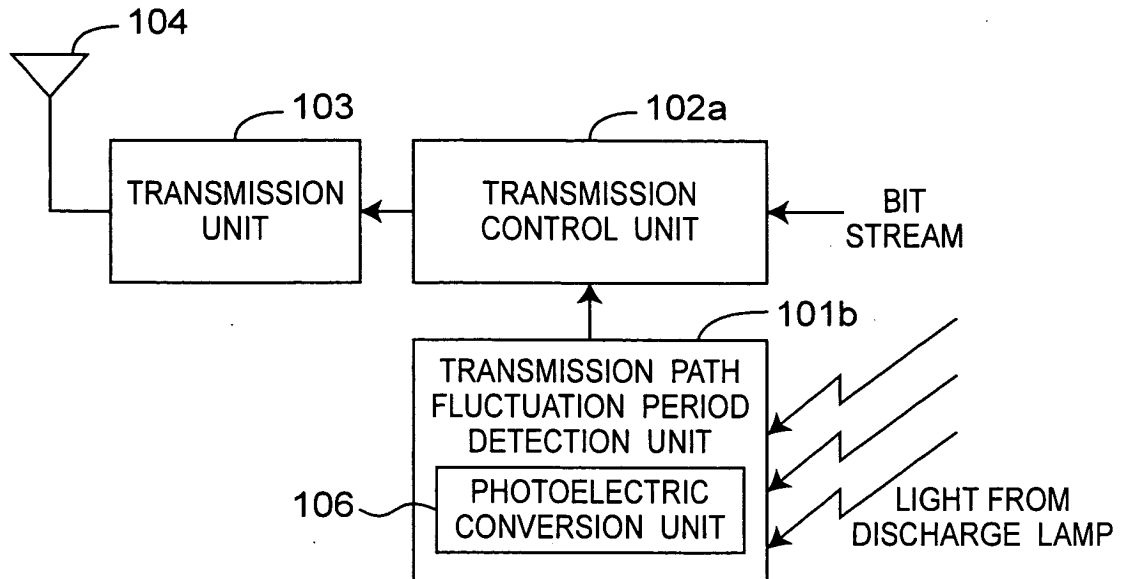 104
103
102a
TRANSMISSION
UNIT
TRANSMISSION
CONTROL UNIT
BIT
STREAM
101b
TRANSMISSION PATH
FLUCTUATION PERIOD
DETECTION UNIT
106
PHOTOELECTRIC
CONVERSION UNIT
LIGHT FROM
DISCHARGE LAMP